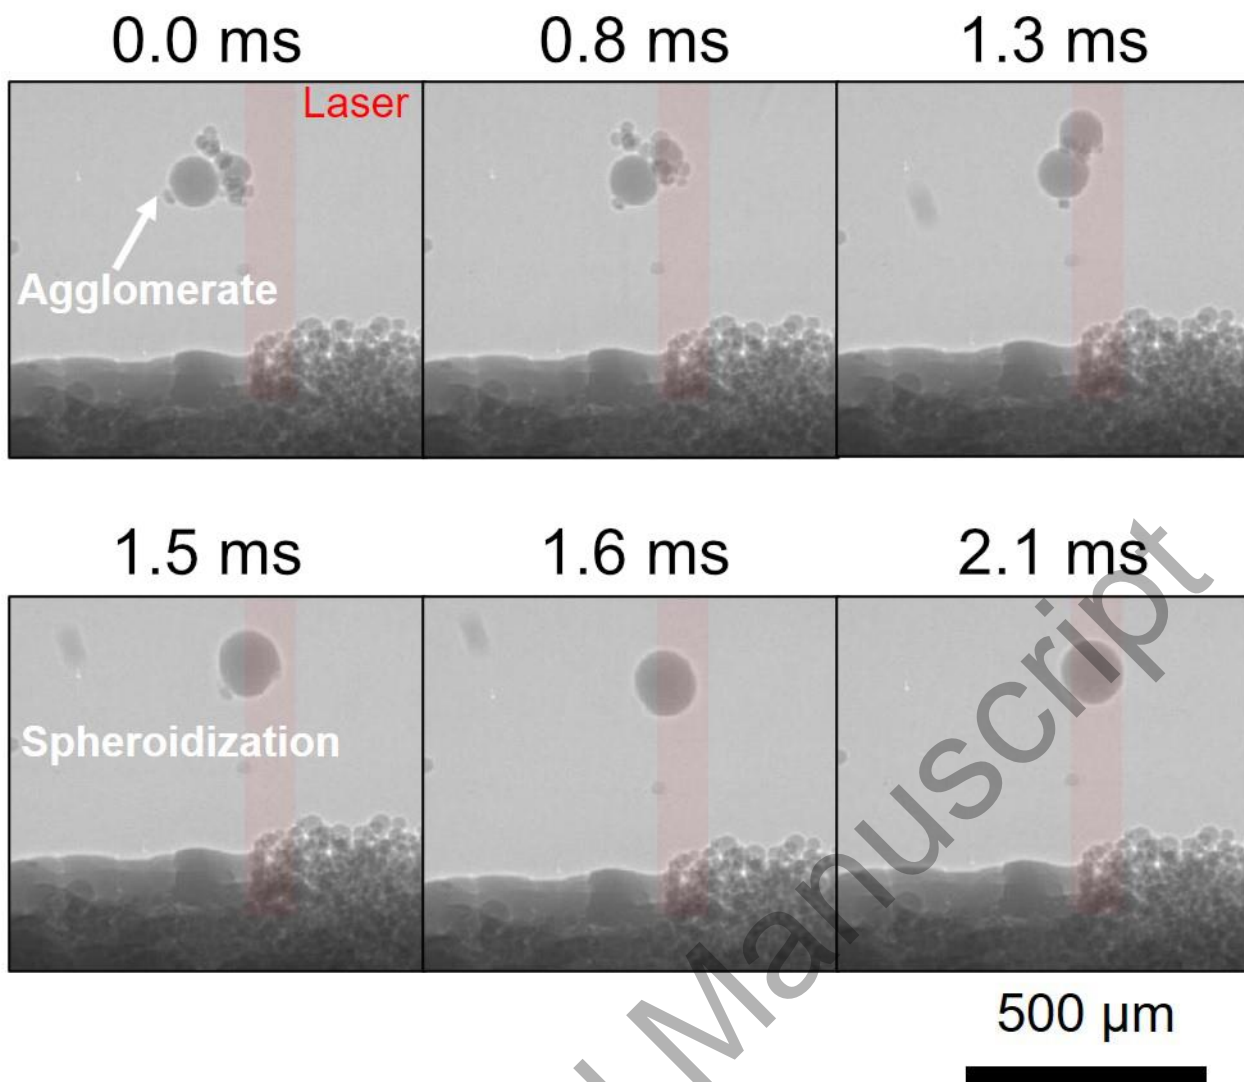 0.0 ms 0.8 ms 1.3 ms
Laser
Agglomerate
1.5 ms 1.6 ms 2.1 ms
Spheroidization
Manuscript
500 μm